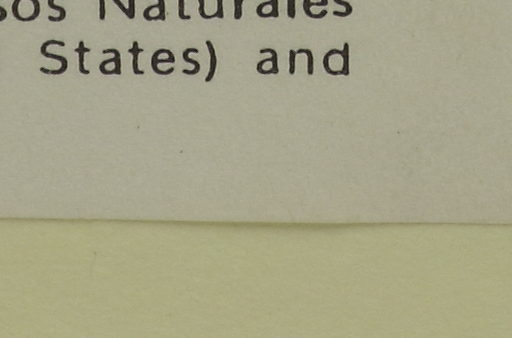 Naturales
States) and